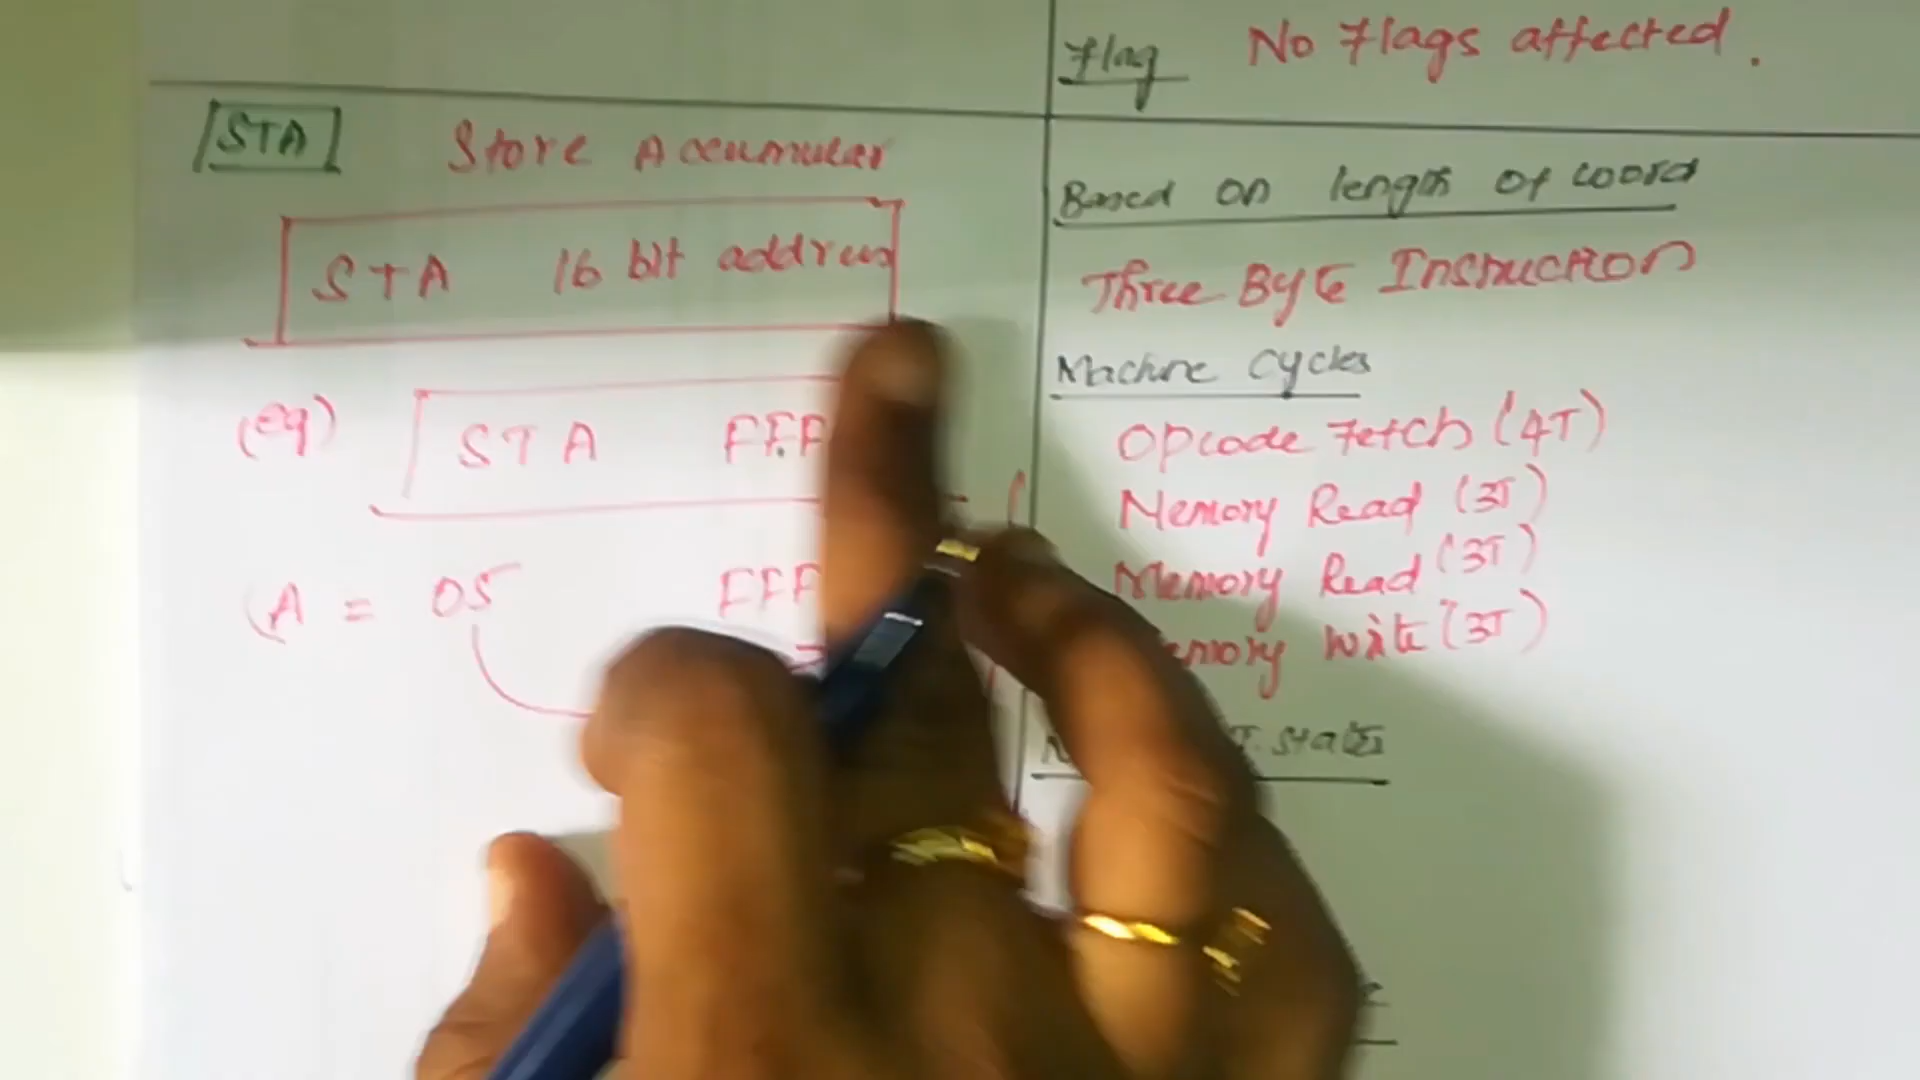 Flag No Flags affected.
STA Store Accumular
STA 16 bit address
(eg) STA FFF
A = 05 FFF
Based on length of word
Three Byte Instruction
Machine Cycles
Opcode Fetch (4T)
Memory Read (3T)
Memory Read (3T)
Memory Write (3T)
T. States